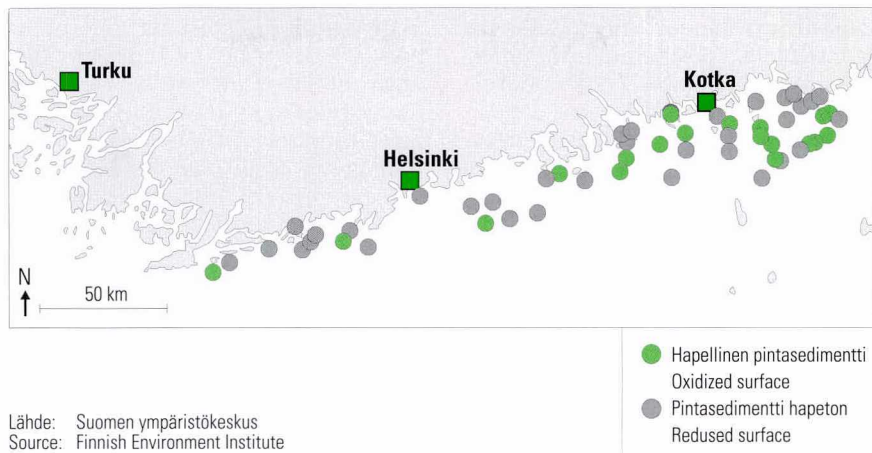 Turku
Kotka
Helsinki
N
50 km
Hapellinen pintasedimentti
Oxidized surface
Pintasedimentti hapeton
Redused surface
Lähde: Suomen ympäristökeskus
Source: Finnish Environment Institute